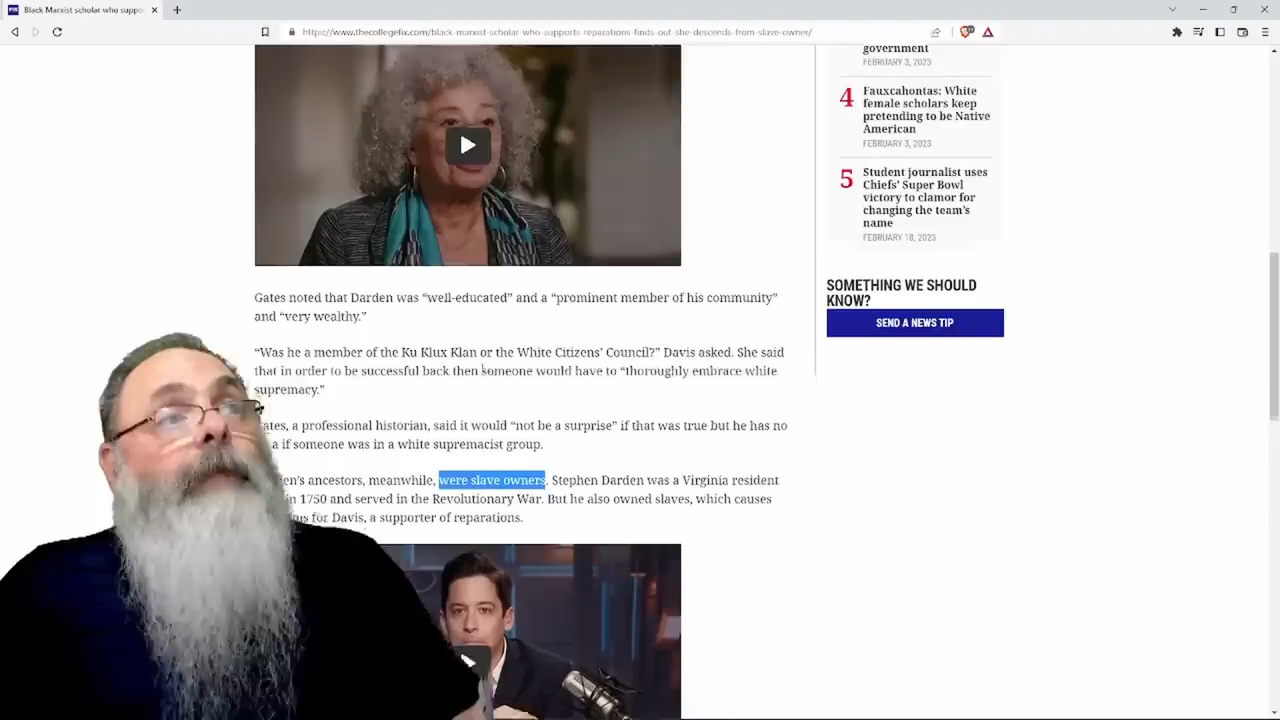 Black Marxist scholar who suppo
https://www.thecollegefix.com/black-marxist-scholar-who-supports-reparations-finds-out-she-descends-from-slave-owner/
government
FEBRUARY 3, 2023
4
Fauxcahontas: White
female scholars keep
pretending to be Native
American
FEBRUARY 3, 2023
5
Student journalist uses
Chiefs' Super Bowl
victory to clamor for
changing the team's
name
FEBRUARY 18, 2023
SOMETHING WE SHOULD
KNOW?
SEND A NEWS TIP
Gates noted that Darden was “well-educated” and a “prominent member of his community”
and “very wealthy.”
“Was he a member of the Ku Klux Klan or the White Citizens’ Council?” Davis asked. She said
that in order to be successful back then someone would have to “thoroughly embrace white
supremacy.”
ates, a professional historian, said it would “not be a surprise” if that was true but he has no
a if someone was in a white supremacist group.
en’s ancestors, meanwhile, were slave owners. Stephen Darden was a Virginia resident
in 1750 and served in the Revolutionary War. But he also owned slaves, which causes
for Davis, a supporter of reparations.